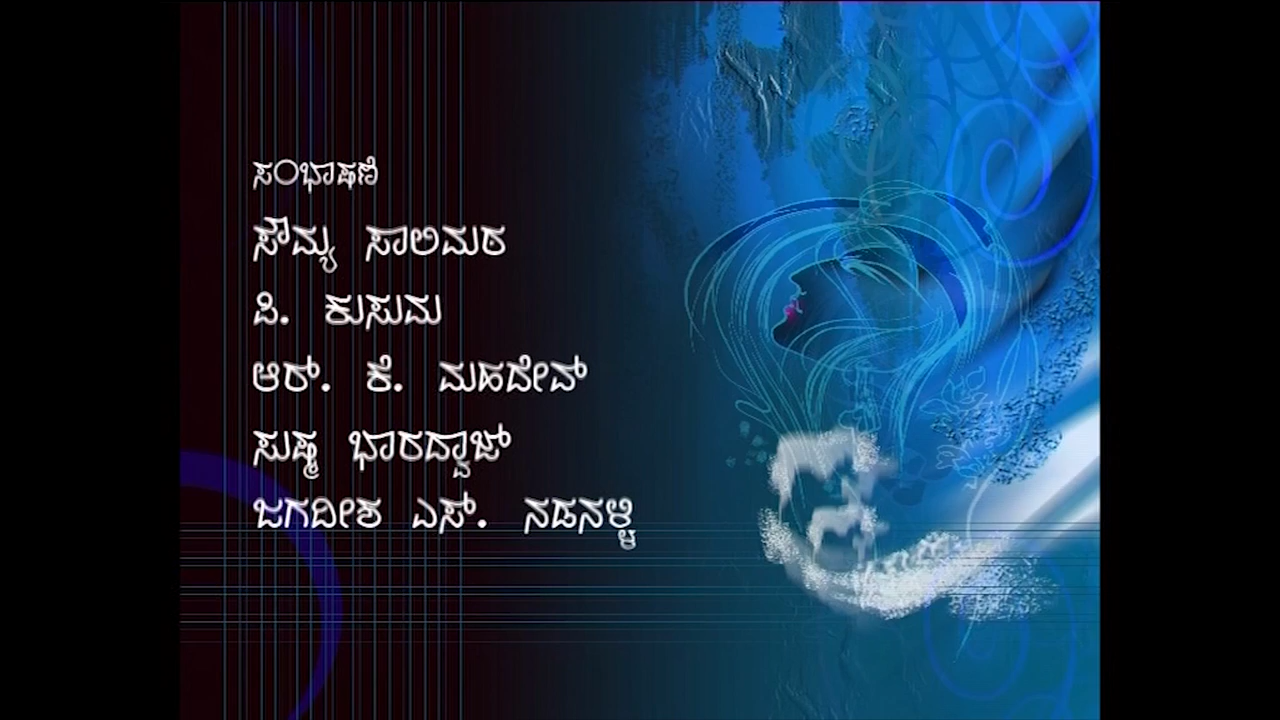 ಸಂಭಾಷಣೆ
ಸೌಮ್ಯ ಸಾಲಿಮಠ
ಪಿ. ಕುಸುಮ
ಆರ್. ಕೆ. ಮಹದೇವ್
ಸುಷ್ಮ ಭಾರದ್ವಾಜ್
ಜಗದೀಶ ಎಸ್. ನಡನಳ್ಳಿ